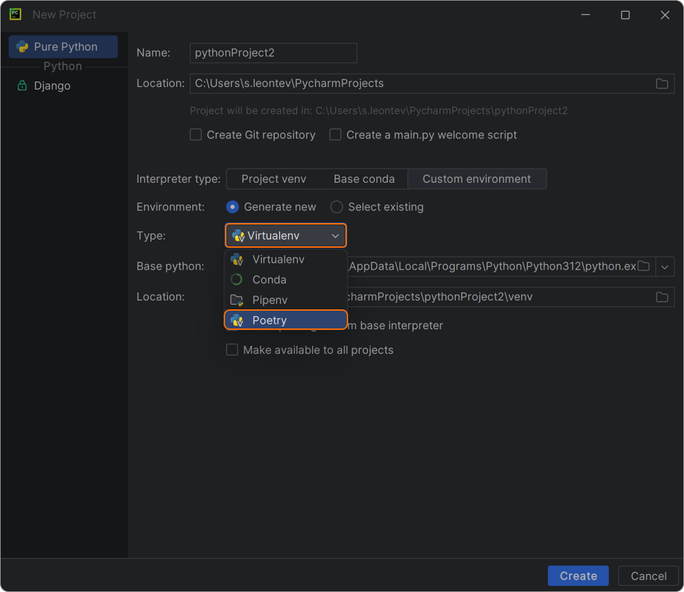 PC New Project
Pure Python
Python
Django
Name: pythonProject2
Location: C:\Users\s.leontev\PycharmProjects
Project will be created in: C:\Users\s.leontev\PycharmProjects\pythonProject2
Create Git repository Create a main.py welcome script
Interpreter type: Project venv Base conda Custom environment
Environment: Generate new Select existing
Type: Virtualenv
Virtualenv
Base python: \AppData\Local\Programs\Python\Python312\python.ex
Conda
Location: charmProjects\pythonProject2\venv
Pipenv
Poetry
base interpreter
Make available to all projects
Create Cancel